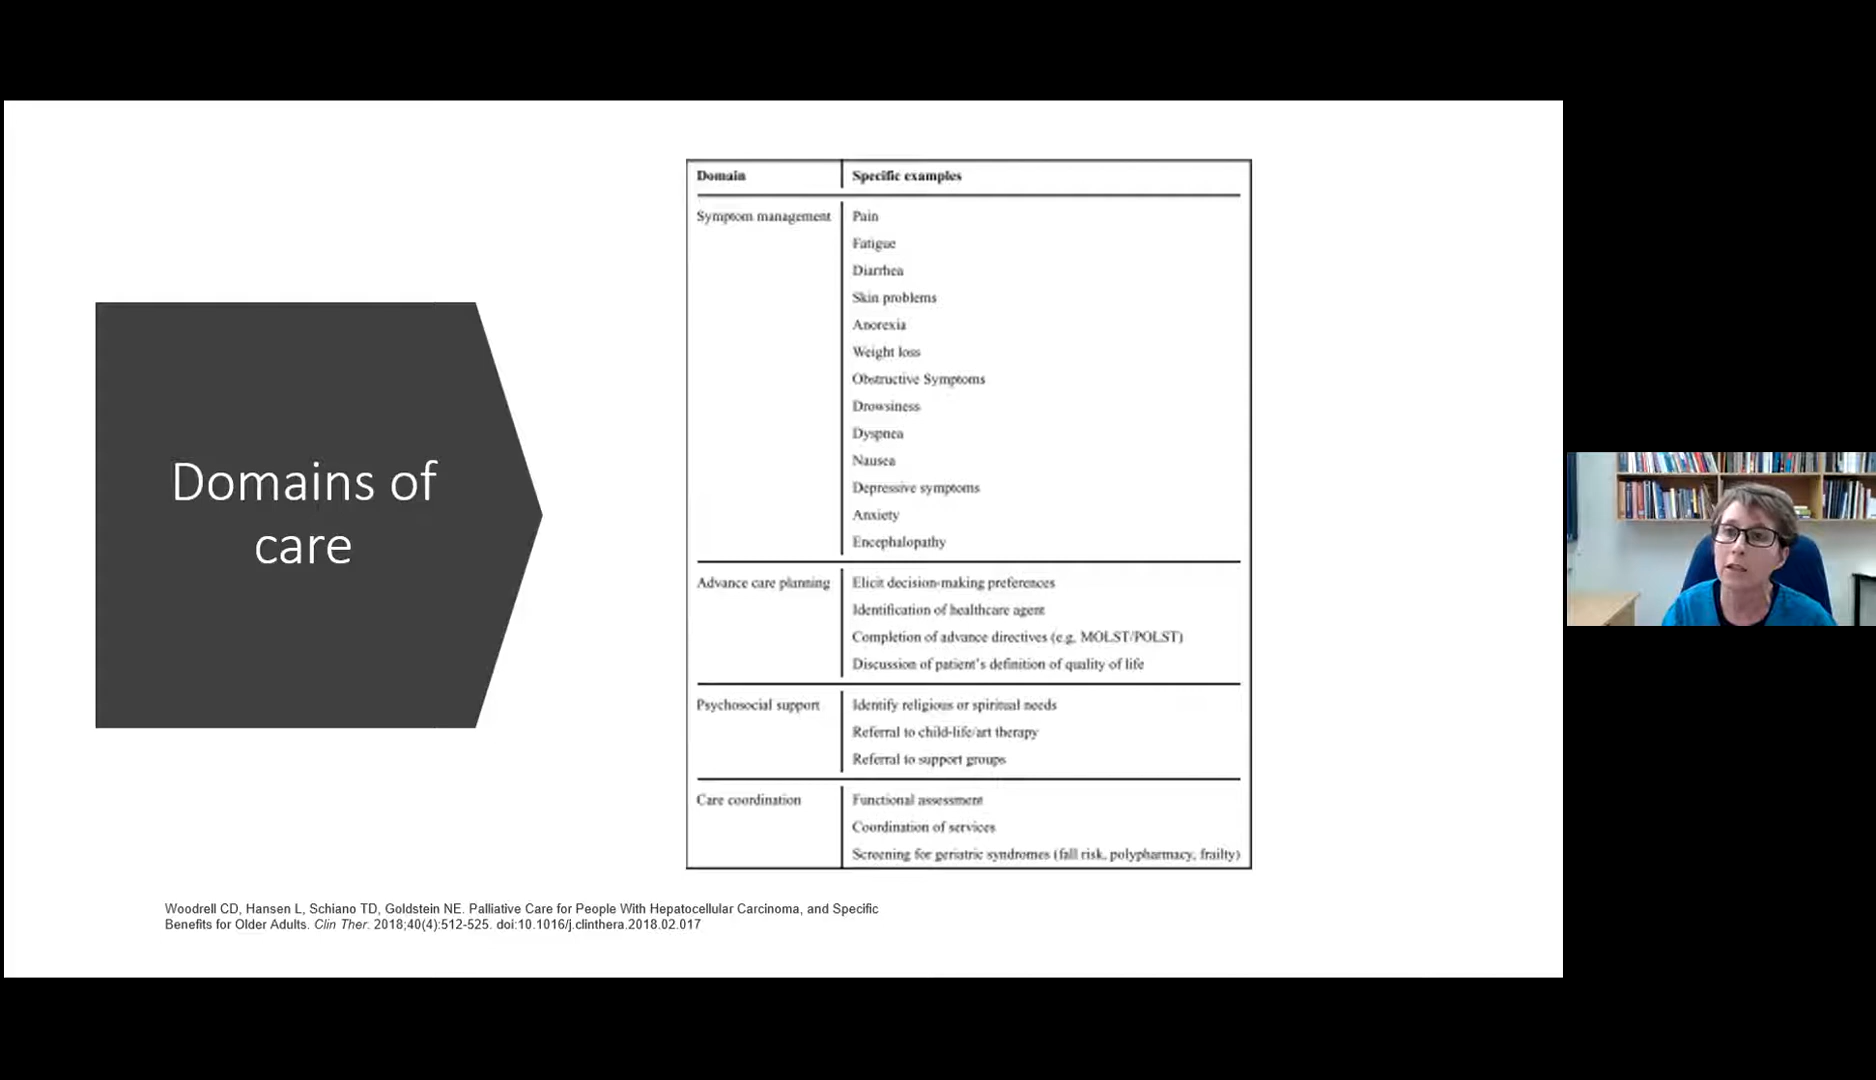 Domains of
care
Domain Specific examples
Symptom management Pain
Fatigue
Diarrhea
Skin problems
Anorexia
Weight loss
Obstructive Symptoms
Drowsiness
Dyspnea
Nausea
Depressive symptoms
Anxiety
Encephalopathy
Advance care planning Elicit decision-making preferences
Identification of healthcare agent
Completion of advance directives (e.g. MOLST/POLST)
Discussion of patient's definition of quality of life
Psychosocial support Identify religious or spiritual needs
Referral to child-life/art therapy
Referral to support groups
Care coordination Functional assessment
Coordination of services
Screening for geriatric syndromes (fall risk, polypharmacy, frailty)
Woodrell CD, Hansen L, Schiano TD, Goldstein NE. Palliative Care for People With Hepatocellular Carcinoma, and Specific
Benefits for Older Adults. Clin Ther. 2018;40(4):512-525. doi:10.1016/j.clinthera.2018.02.017